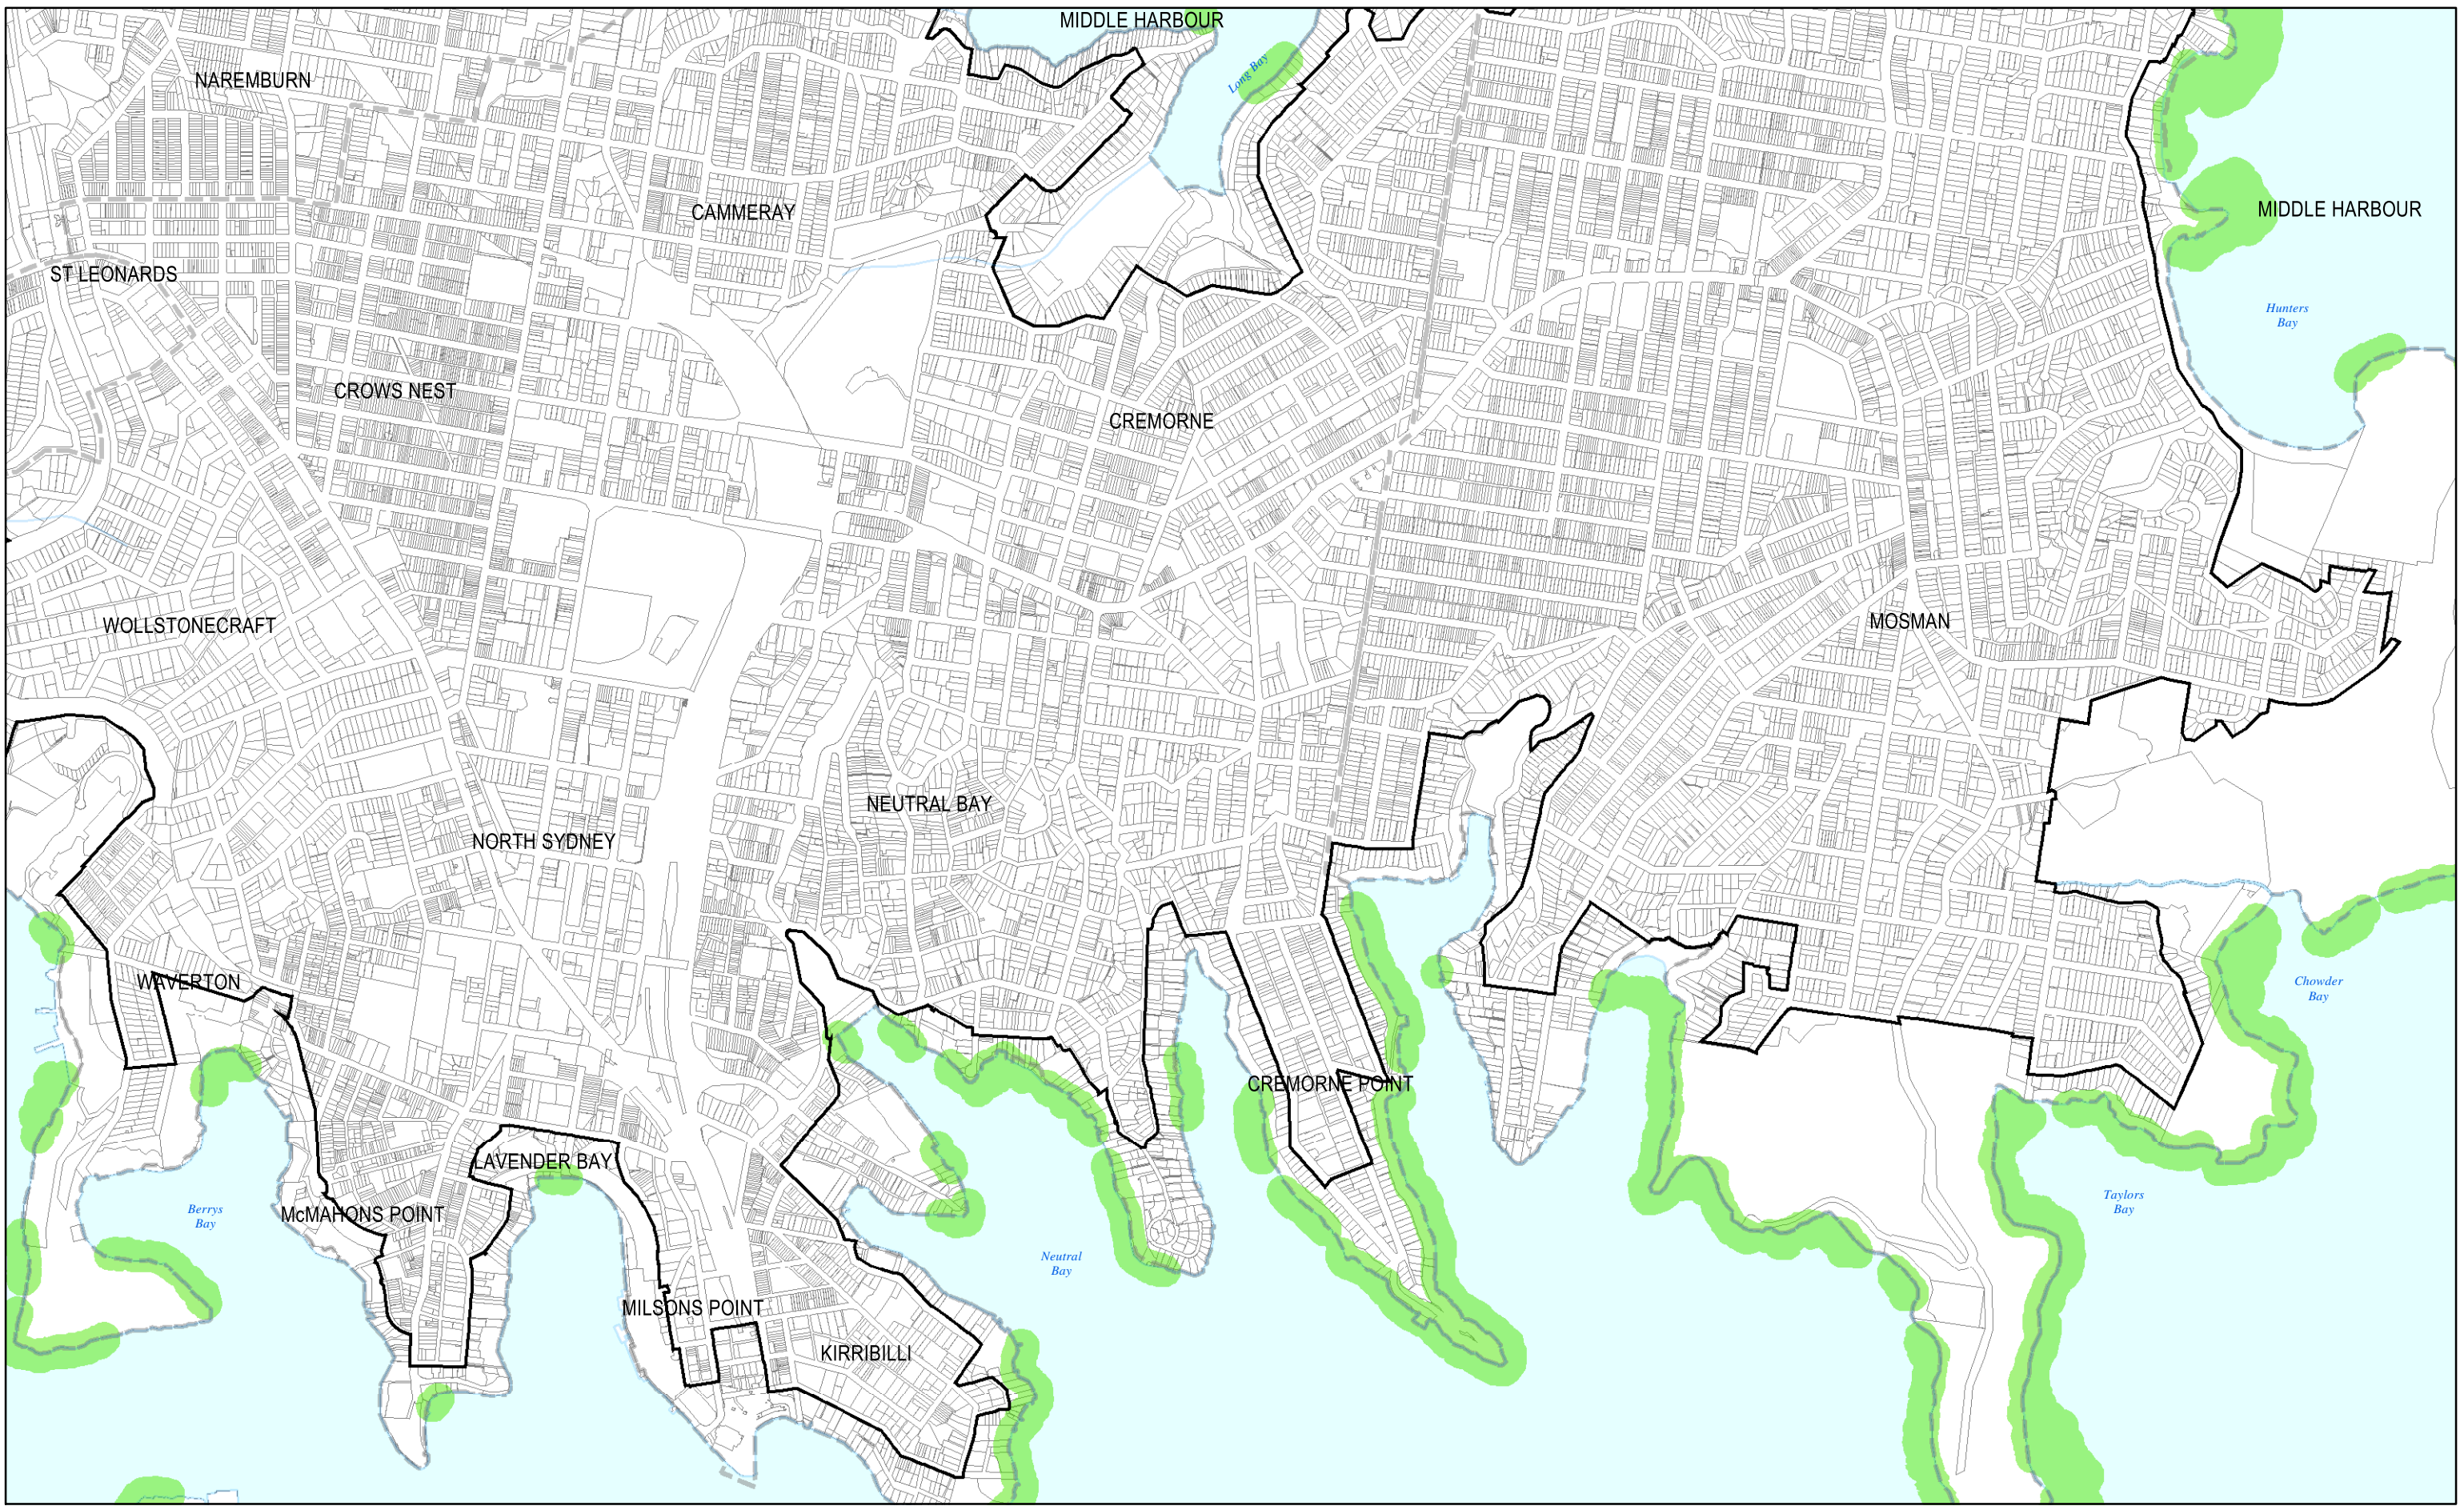 MIDDLE HARBOUR
Long Bay
NAREMBURN
CAMMERAY
MIDDLE HARBOUR
ST LEONARDS
Hunters
Bay
CROWS NEST
CREMORNE
WOLLSTONECRAFT
MOSMAN
NEUTRAL BAY
NORTH SYDNEY
WAVERTON
Chowder
Bay
CREMORNE POINT
LAVENDER BAY
Berrys
Bay
McMAHONS POINT
Taylors
Bay
Neutral
Bay
MILSONS POINT
KIRRIBILLI